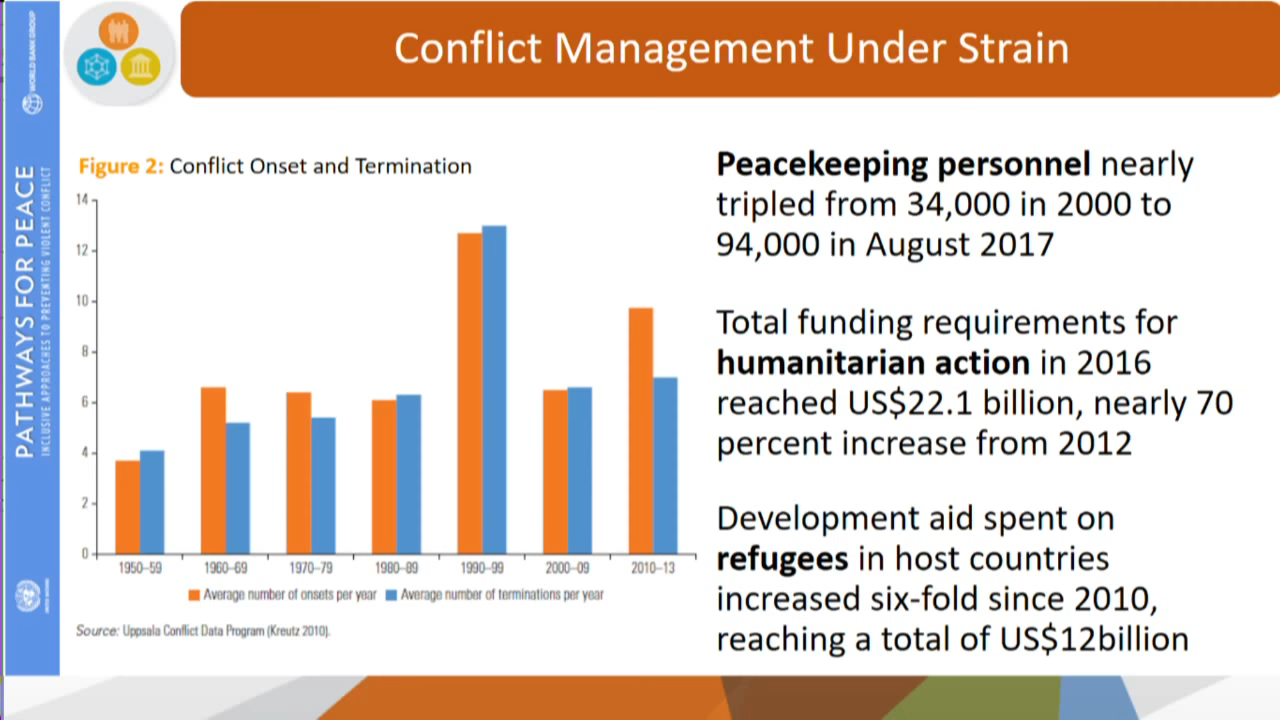 Conflict Management Under Strain
WORLD BANK GROUP
PATHWAYS FOR PEACE
INCLUSIVE APPROACHES TO PREVENTING VIOLENT CONFLICT
Figure 2: Conflict Onset and Termination
14
12
10
8
6
4
2
0
1950–59 1960–69 1970–79 1980–89 1990–99 2000–09 2010–13
Average number of onsets per year Average number of terminations per year
Source: Uppsala Conflict Data Program (Kreutz 2010).
Peacekeeping personnel nearly
tripled from 34,000 in 2000 to
94,000 in August 2017
Total funding requirements for
humanitarian action in 2016
reached US$22.1 billion, nearly 70
percent increase from 2012
Development aid spent on
refugees in host countries
increased six-fold since 2010,
reaching a total of US$12billion